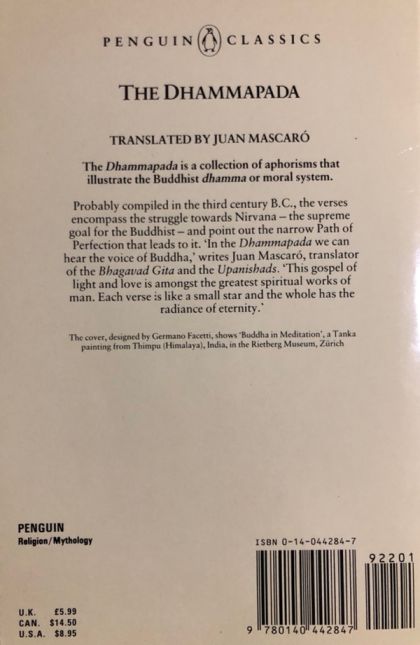 PENGUIN CLASSICS
THE DHAMMAPADA
TRANSLATED BY JUAN MASCARÓ
The Dhammapada is a collection of aphorisms that
illustrate the Buddhist dhamma or moral system.
Probably compiled in the third century B.C., the verses
encompass the struggle towards Nirvana – the supreme
goal for the Buddhist – and point out the narrow Path of
Perfection that leads to it. ‘In the Dhammapada we can
hear the voice of Buddha,’ writes Juan Mascaró, translator
of the Bhagavad Gita and the Upanishads. ‘This gospel of
light and love is amongst the greatest spiritual works of
man. Each verse is like a small star and the whole has the
radiance of eternity.’
The cover, designed by Germano Facetti, shows ‘Buddha in Meditation’, a Tanka
painting from Thimpu (Himalaya), India, in the Rietberg Museum, Zürich
PENGUIN
Religion/Mythology
U.K. £5.99
CAN. $14.50
U.S.A. $8.95
ISBN 0-14-044284-7
92201
9 780140 442847